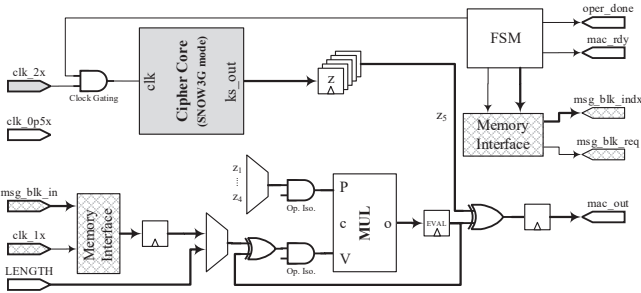 oper_done
FSM
mac_rdy
clk_2x
Clock Gating
clk
Cipher Core
(SNOW3G mode)
ks_out
z
clk_0p5x
z5
Memory
Interface
msg_blk_indx
msg_blk_req
z1
...
z4
Op. Iso.
P
c
V
MUL
o
EVAL
mac_out
msg_blk_in
clk_1x
Memory
Interface
LENGTH
Op. Iso.